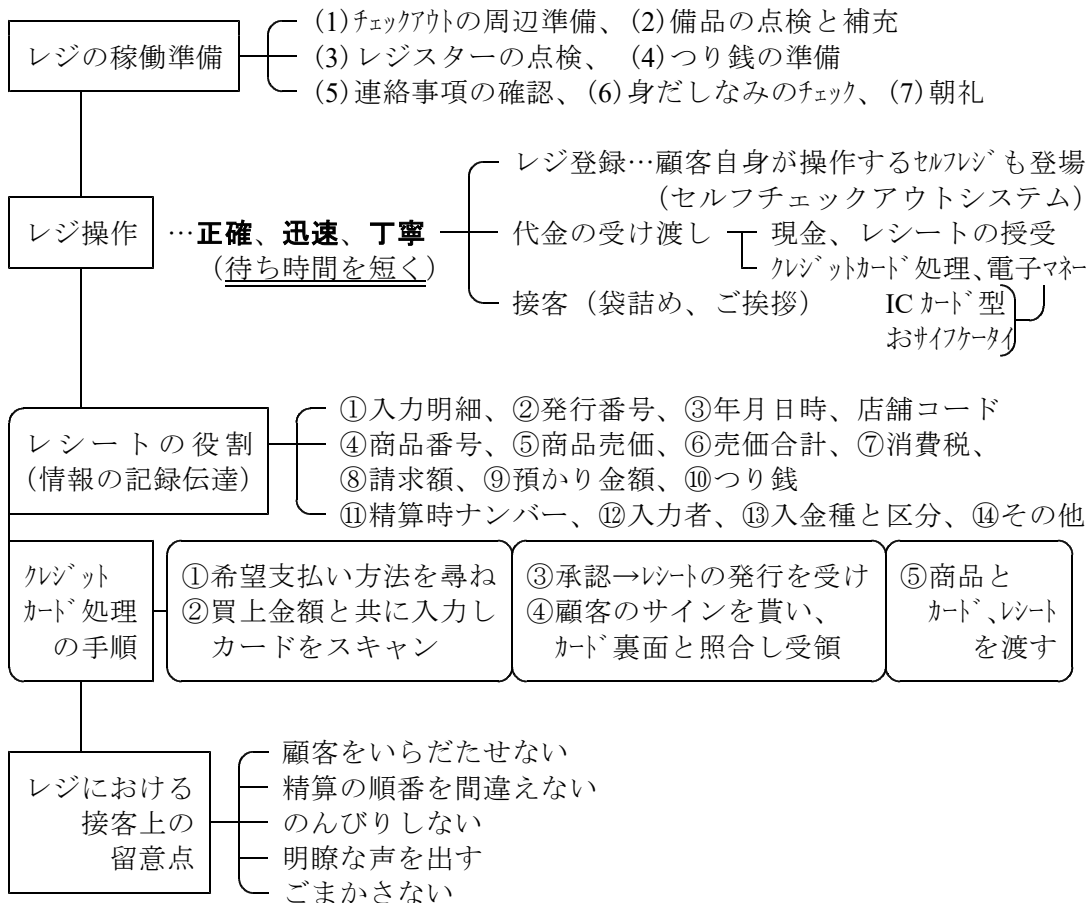 レジの稼働準備
(1)ﾁｪｯｸｱｳﾄの周辺準備、(2)備品の点検と補充
(3)レジスターの点検、 (4)つり銭の準備
(5)連絡事項の確認、(6)身だしなみのﾁｪｯｸ、(7)朝礼
レジ操作
…正確、迅速、丁寧
(待ち時間を短く)
レジ登録…顧客自身が操作するｾﾙﾌﾚｼﾞも登場
(セルフチェックアウトシステム)
代金の受け渡し
現金、レシートの授受
ｸﾚｼﾞｯﾄｶｰﾄﾞ処理、電子ﾏﾈｰ
接客（袋詰め、ご挨拶）
ICｶｰﾄﾞ型
おｻｲﾌｹｰﾀｲ
レシートの役割
(情報の記録伝達)
①入力明細、②発行番号、③年月日時、店舗コード
④商品番号、⑤商品売価、⑥売価合計、⑦消費税、
⑧請求額、⑨預かり金額、⑩つり銭
⑪精算時ナンバー、⑫入力者、⑬入金種と区分、⑭その他
ｸﾚｼﾞｯﾄ
ｶｰﾄﾞ処理
の手順
①希望支払い方法を尋ね
②買上金額と共に入力し
カードをスキャン
③承認→ﾚｼｰﾄの発行を受け
④顧客のサインを貰い、
ｶｰﾄﾞ裏面と照合し受領
⑤商品と
ｶｰﾄﾞ、ﾚｼｰﾄ
を渡す
レジにおける
接客上の
留意点
顧客をいらだたせない
精算の順番を間違えない
のんびりしない
明瞭な声を出す
ごまかさない